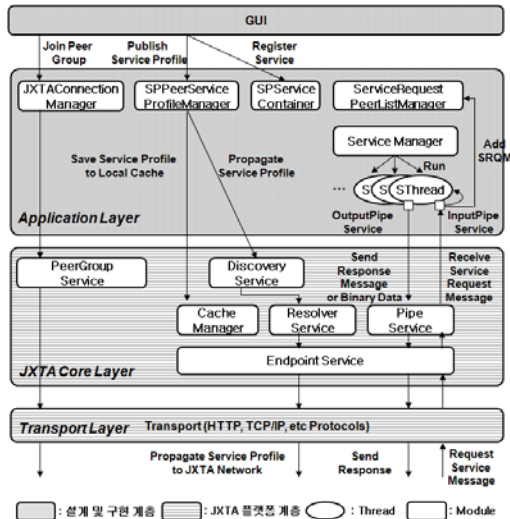 GUI
Join Peer
Group
Publish
Service Profile
Register
Service
JXTAConnection
Manager
SPPeerService
ProfileManager
SPService
Container
ServiceRequest
PeerListManager
Service Manager
Add
SRQM
Save Service Profile
to Local Cache
Propagate
Service Profile
Run
... S S SThread
OutputPipe
Service
InputPipe
Service
Application Layer
PeerGroup
Service
Discovery
Service
Send
Response
Message
or Binary Data
Receive
Service
Request
Message
Cache
Manager
Resolver
Service
Pipe
Service
Endpoint Service
JXTA Core Layer
Transport Layer
Transport (HTTP, TCP/IP, etc Protocols)
Propagate Service Profile
to JXTA Network
Send
Response
Request
Service
Message
: 설계 및 구현 계층
: JXTA 플랫폼 계층
: Thread
: Module